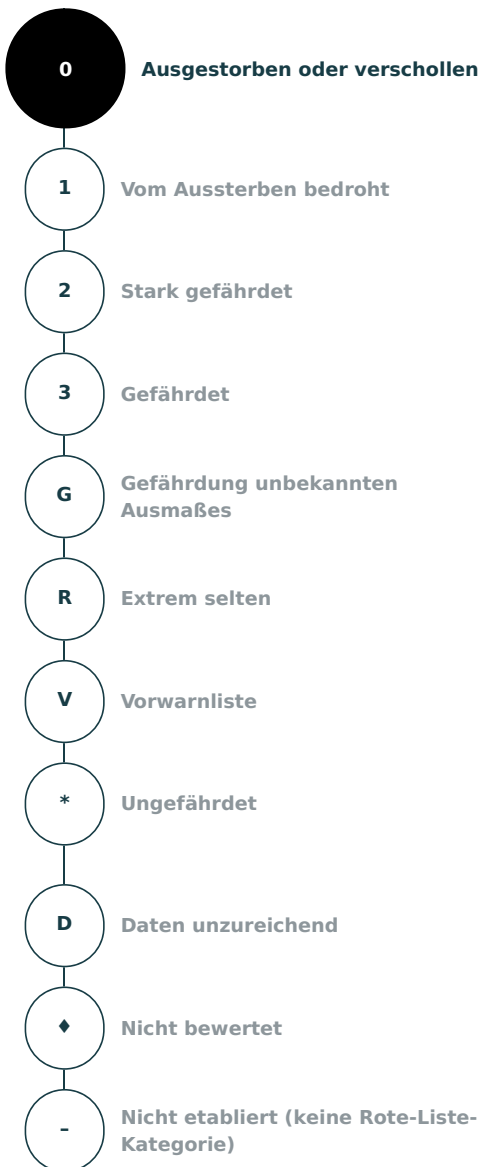 0 Ausgestorben oder verschollen
1 Vom Aussterben bedroht
2 Stark gefährdet
3 Gefährdet
G Gefährdung unbekannten
Ausmaßes
R Extrem selten
V Vorwarnliste
* Ungefährdet
D Daten unzureichend
♦ Nicht bewertet
– Nicht etabliert (keine Rote-Liste-
Kategorie)